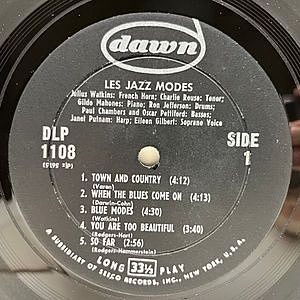 dawn
LES JAZZ MODES
Julius Watkins: French Horn; Charlie Rouse: Tenor;
Gildo Mahones: Piano; Ron Jefferson: Drums;
Paul Chambers and Oscar Pettiford: Basses;
Janet Putnam: Harp; Eileen Gilbert: Soprano Voice
DLP
1108
SIDE
1
1. TOWN AND COUNTRY (4:12)
(Varon)
2. WHEN THE BLUES COME ON (4:13)
(Darwin-Cohn)
3. BLUE MODES (4:30)
(Watkins)
4. YOU ARE TOO BEAUTIFUL (3:40)
(Rodgers-Hart)
5. SO FAR (2:56)
(Rodgers-Hammerstein)
LONG 33⅓ PLAY
A SUBSIDIARY OF SEECO RECORDS, INC., NEW YORK, U.S.A.